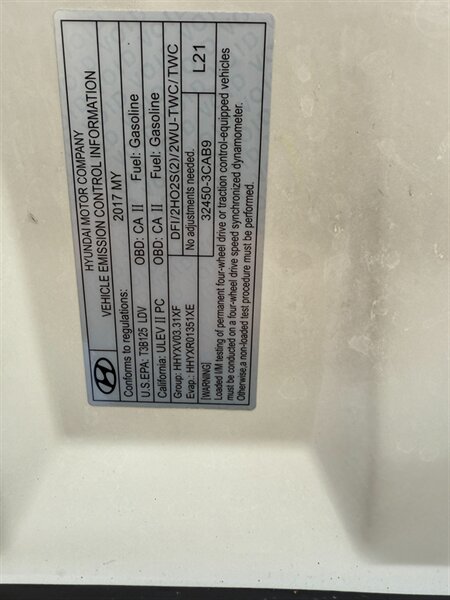 HYUNDAI MOTOR COMPANY
VEHICLE EMISSION CONTROL INFORMATION
Conforms to regulations: 2017 MY
U.S.EPA: T3B125 LDV OBD: CA II Fuel: Gasoline
California: ULEV II PC OBD: CA II Fuel: Gasoline
Group: HHYXV03.31XF DFI/2HO2S(2)/2WU-TWC/TWC
Evap.: HHYXR01351XE No adjustments needed.
32450-3CAB9 L21
[WARNING]
Loaded I/M testing of permanent four-wheel drive or traction control-equipped vehicles
must be conducted on a four-wheel drive speed synchronized dynamometer.
Otherwise,a non-loaded test must be performed.